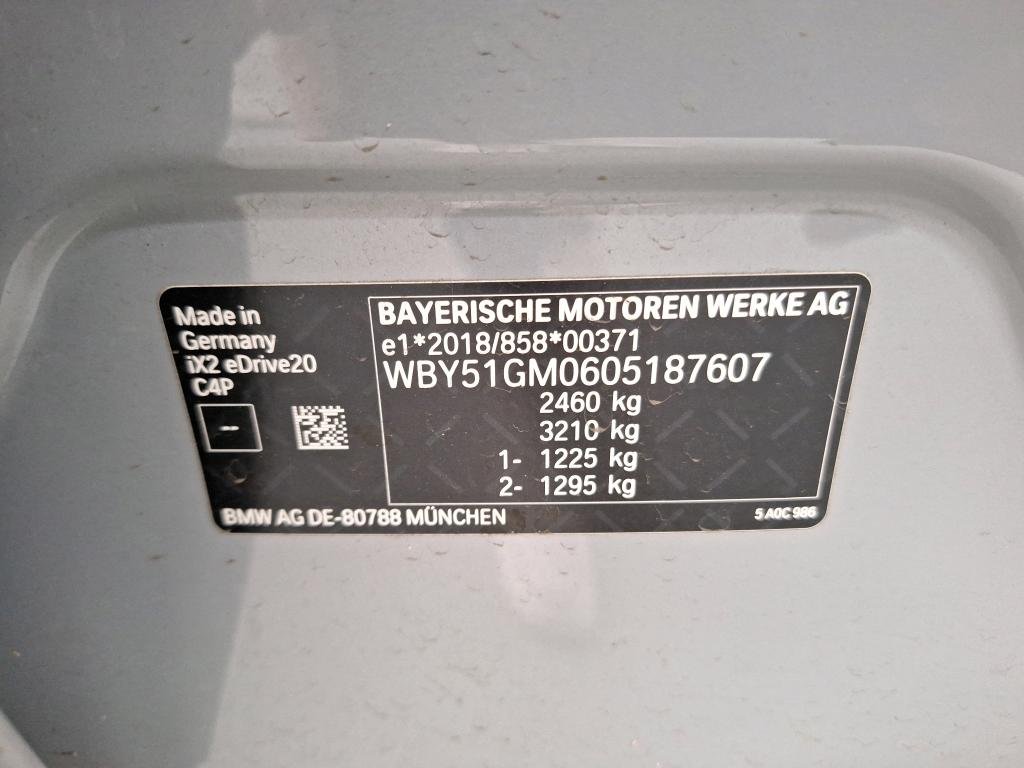 Made in
Germany
iX2 eDrive20
C4P
--
BAYERISCHE MOTOREN WERKE AG
e1*2018/858*00371
WBY51GM0605187607
2460 kg
3210 kg
1- 1225 kg
2- 1295 kg
BMW AG DE-80788 MÜNCHEN
5 A0C 986